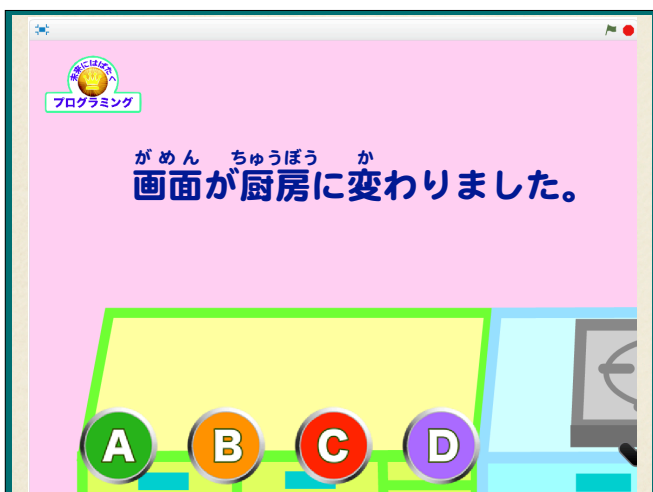 未来にはばたく
プログラミング
がめん ちゅうぼう か
画面が厨房に変わりました。
A B C D